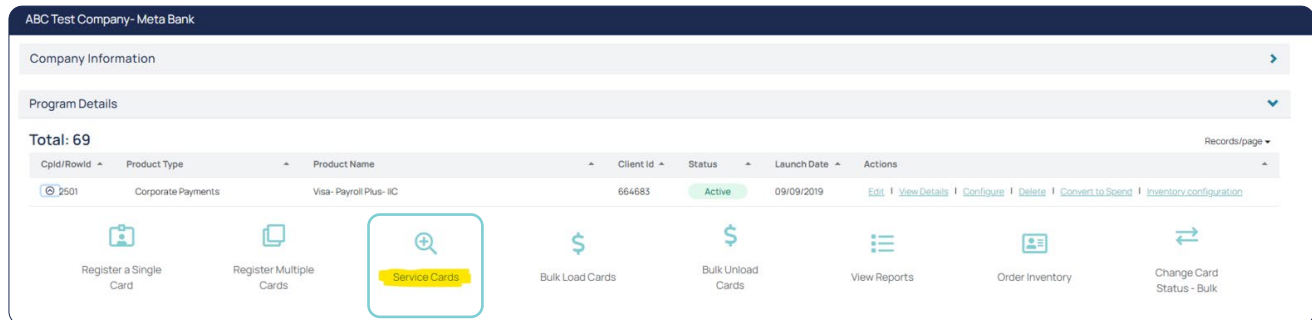 ABC Test Company- Meta Bank
Company Information
Program Details
Total: 69
Records/page
CpId/RowId Product Type Product Name Client Id Status Launch Date Actions
2501 Corporate Payments Visa- Payroll Plus- IIC 664683 Active 09/09/2019 Edit | View Details | Configure | Delete | Convert to Spend | Inventory configuration
Register a Single Card
Register Multiple Cards
Service Cards
Bulk Load Cards
Bulk Unload Cards
View Reports
Order Inventory
Change Card Status - Bulk